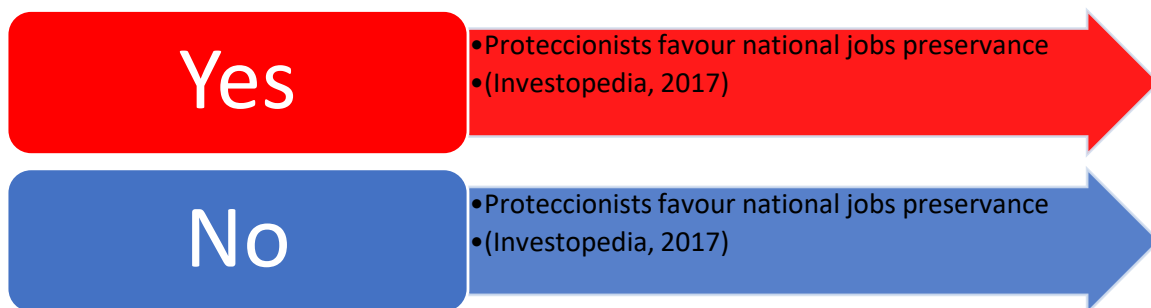 Yes
•Proteccionists favour national jobs preservance
•(Investopedia, 2017)
No
•Proteccionists favour national jobs preservance
•(Investopedia, 2017)